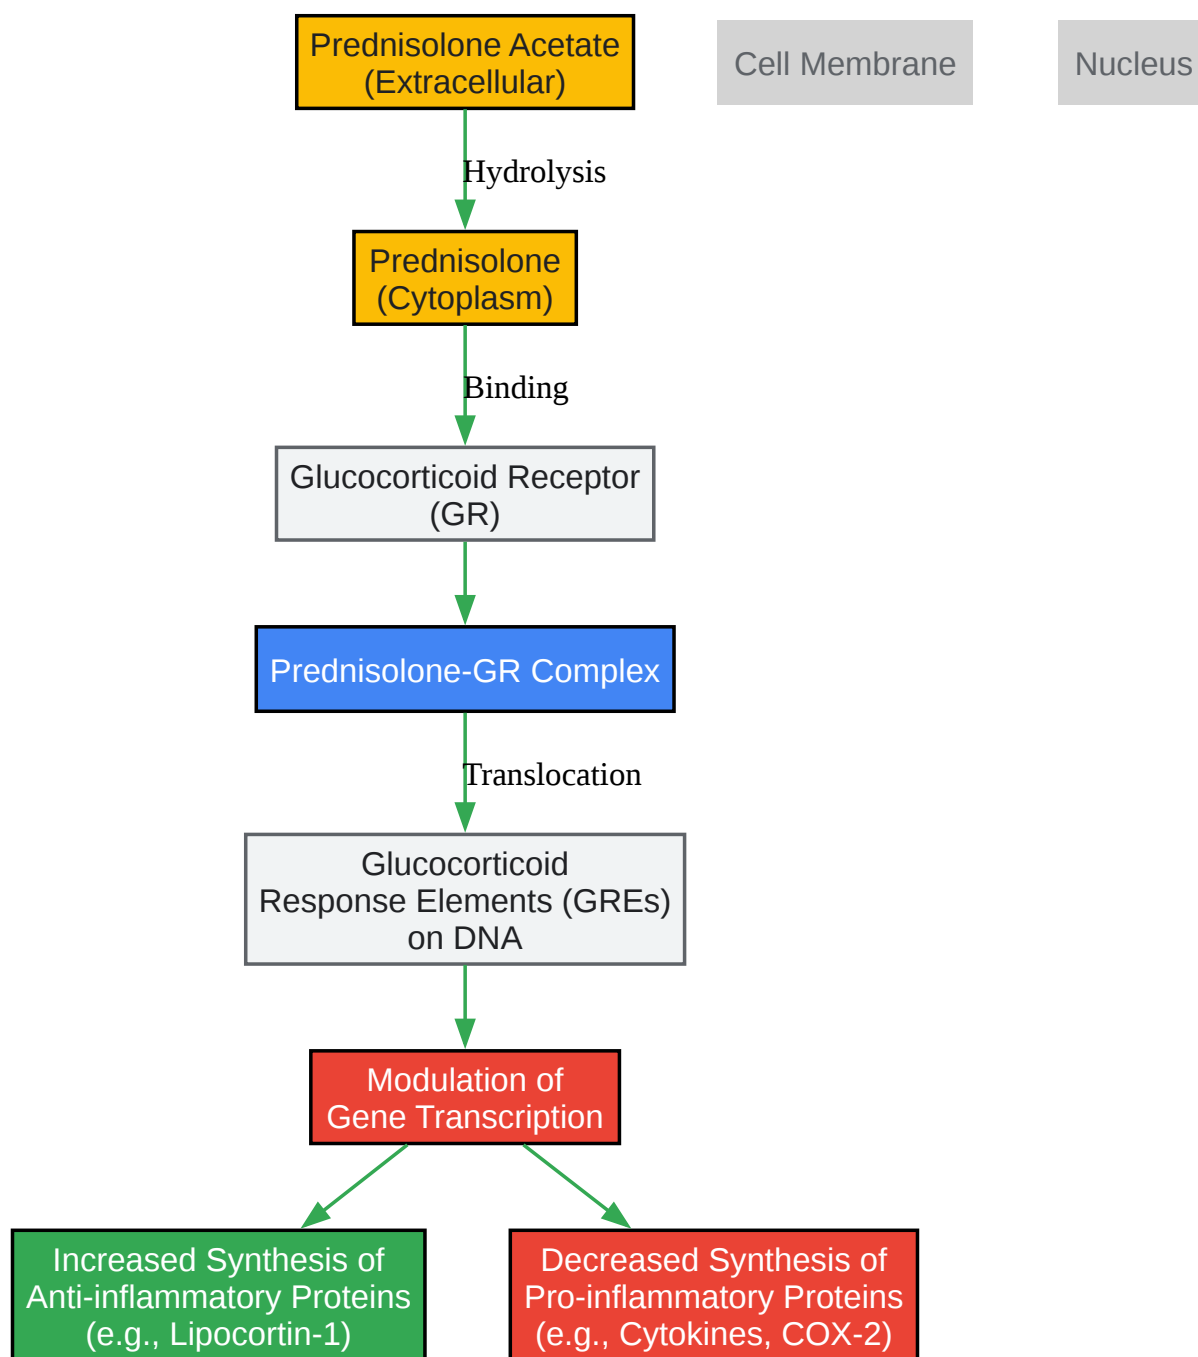 Prednisolone Acetate
(Extracellular)
Cell Membrane
Nucleus
Hydrolysis
Prednisolone
(Cytoplasm)
Binding
Glucocorticoid Receptor
(GR)
Prednisolone-GR Complex
Translocation
Glucocorticoid
Response Elements (GREs)
on DNA
Modulation of
Gene Transcription
Increased Synthesis of
Anti-inflammatory Proteins
(e.g., Lipocortin-1)
Decreased Synthesis of
Pro-inflammatory Proteins
(e.g., Cytokines, COX-2)